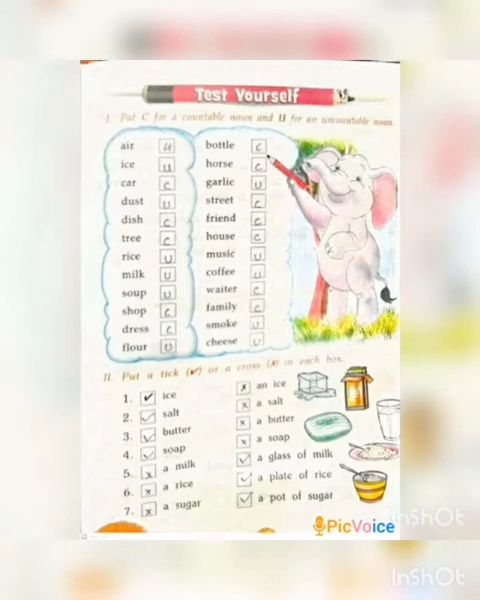 Test Yourself
I. Put C for a countable noun and U for an uncountable noun.
air U bottle C
ice U horse C
car C garlic U
dust U street C
dish C friend C
tree C house C
rice U music U
milk U coffee U
soup U waiter C
shop C family C
dress C smoke U
flour U cheese U
II. Put a tick (✓) or a cross (✗) in each box.
1. ✓ ice ✗ an ice
2. ✓ salt ✗ a salt
3. ✓ butter ✗ a butter
4. ✓ soap ✗ a soap
5. ✗ a milk ✓ a glass of milk
6. ✗ a rice ✓ a plate of rice
7. ✗ a sugar ✓ a pot of sugar
PicVoice
InShOt
InShOt